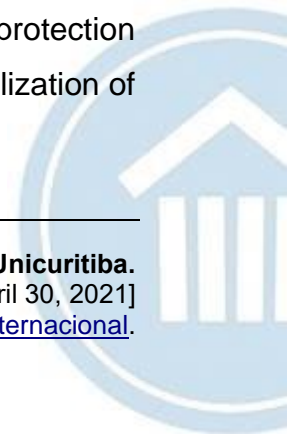 protection
lization of
Unicuritiba.
ril 30, 2021]
ternacional.